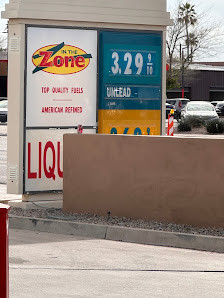 IN THE
Zone
TOP QUALITY FUELS
AMERICAN REFINED
LIQU
3.29 9/10
UNLEAD